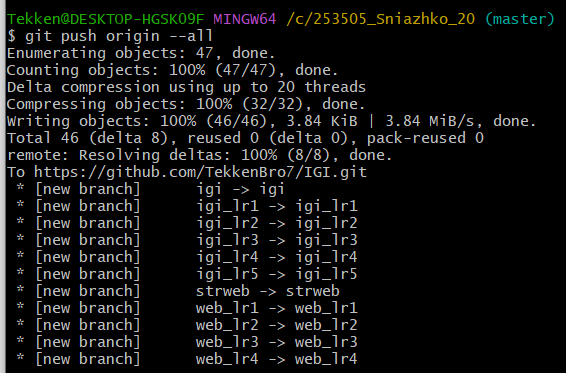 Tekken@DESKTOP-HGSKO9F MINGW64 /c/253505_Sniazhko_20 (master)
$ git push origin --all
Enumerating objects: 47, done.
Counting objects: 100% (47/47), done.
Delta compression using up to 20 threads
Compressing objects: 100% (32/32), done.
Writing objects: 100% (46/46), 3.84 KiB | 3.84 MiB/s, done.
Total 46 (delta 8), reused 0 (delta 0), pack-reused 0
remote: Resolving deltas: 100% (8/8), done.
To https://github.com/TekkenBro7/IGI.git
 * [new branch]      igi -> igi
 * [new branch]      igi_lr1 -> igi_lr1
 * [new branch]      igi_lr2 -> igi_lr2
 * [new branch]      igi_lr3 -> igi_lr3
 * [new branch]      igi_lr4 -> igi_lr4
 * [new branch]      igi_lr5 -> igi_lr5
 * [new branch]      strweb -> strweb
 * [new branch]      web_lr1 -> web_lr1
 * [new branch]      web_lr2 -> web_lr2
 * [new branch]      web_lr3 -> web_lr3
 * [new branch]      web_lr4 -> web_lr4